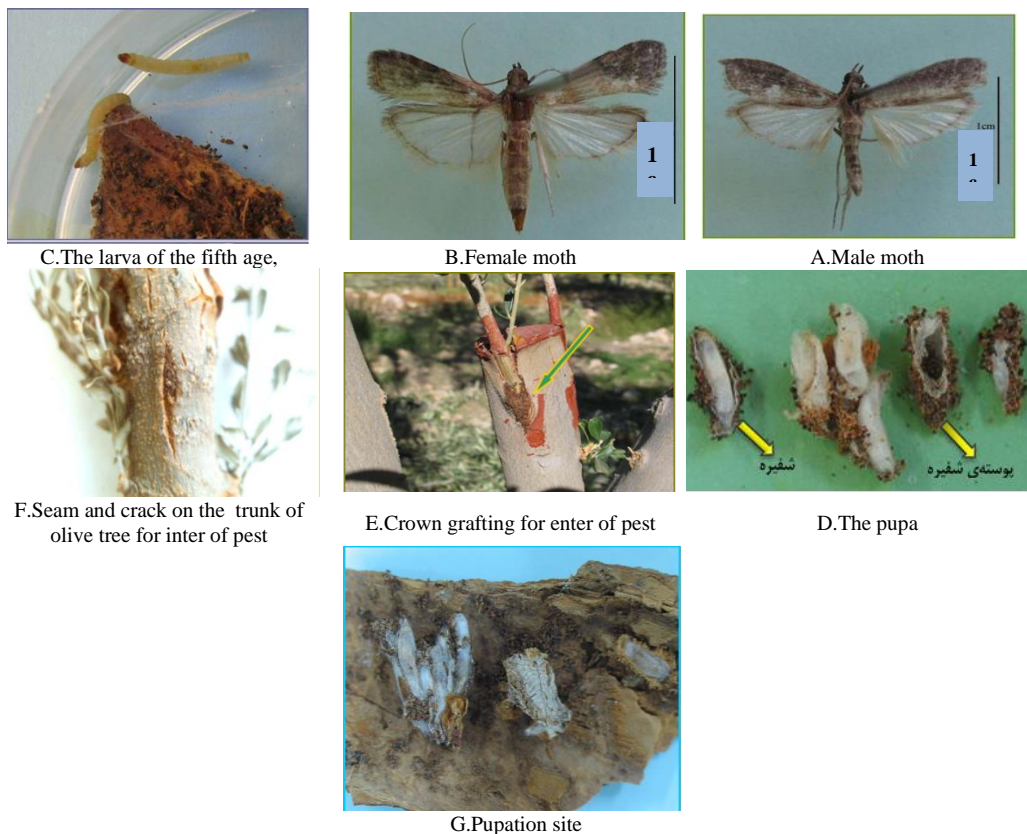 1
1cm
1
C.The larva of the fifth age,
B.Female moth
A.Male moth
شفیره
پوسته‌ی شفیره
F.Seam and crack on the trunk of
olive tree for inter of pest
E.Crown grafting for enter of pest
D.The pupa
G.Pupation site